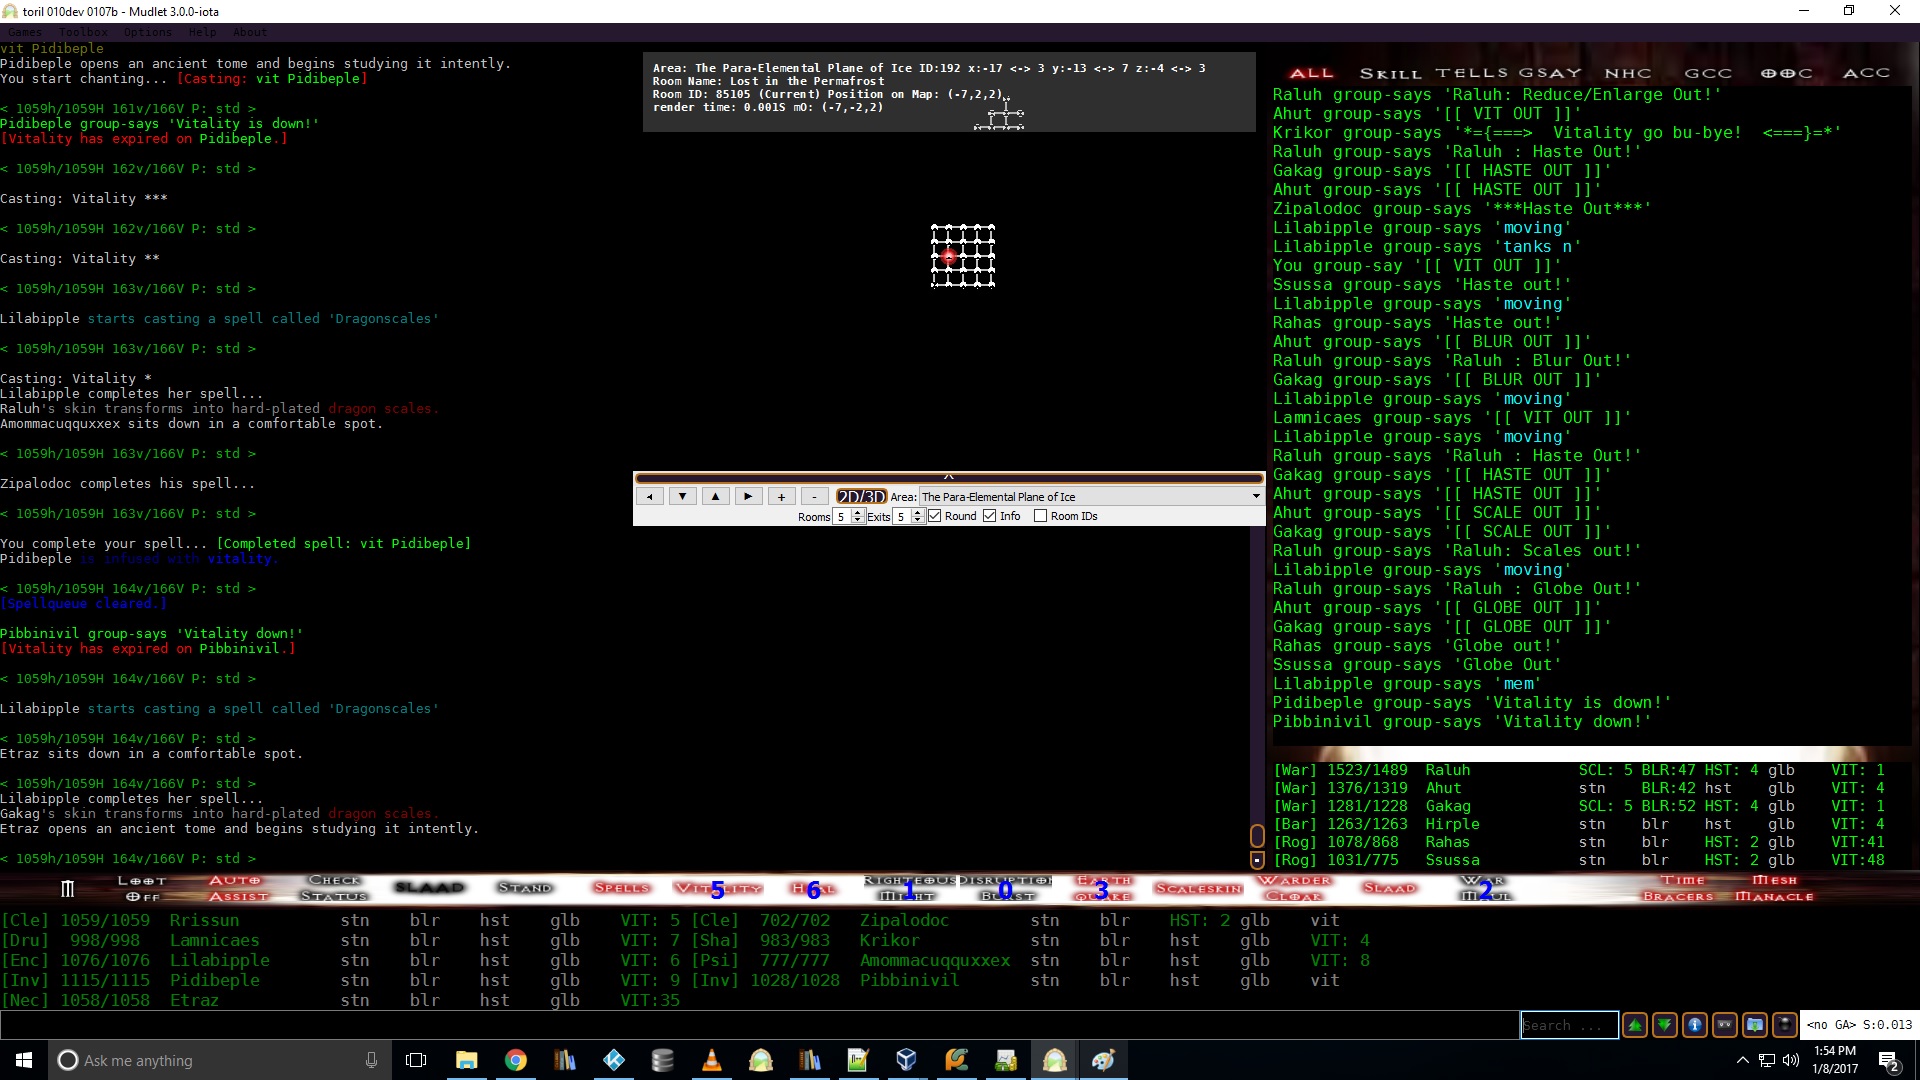 toril 010dev 0107b - Mudlet 3.0.0-iota
Games Toolbox Options Help About
vit Pidibeple
Pidibeple opens an ancient tome and begins studying it intently.
You start chanting... [Casting: vit Pidibeple]
< 1059h/1059H 161v/166V P: std >
Pidibeple group-says 'Vitality is down!'
[Vitality has expired on Pidibeple.]
< 1059h/1059H 162v/166V P: std >
Casting: Vitality ***
< 1059h/1059H 162v/166V P: std >
Casting: Vitality **
< 1059h/1059H 163v/166V P: std >
Lilabipple starts casting a spell called 'Dragonscales'
< 1059h/1059H 163v/166V P: std >
Casting: Vitality *
Lilabipple completes her spell...
Raluh's skin transforms into hard-plated dragon scales.
Amommacuqquxxex sits down in a comfortable spot.
< 1059h/1059H 163v/166V P: std >
Zipalodoc completes his spell...
< 1059h/1059H 163v/166V P: std >
You complete your spell... [Completed spell: vit Pidibeple]
Pidibeple is infused with vitality.
< 1059h/1059H 164v/166V P: std >
[Spellqueue cleared.]
Pibbinivil group-says 'Vitality down!'
[Vitality has expired on Pibbinivil.]
< 1059h/1059H 164v/166V P: std >
Lilabipple starts casting a spell called 'Dragonscales'
< 1059h/1059H 164v/166V P: std >
Etraz sits down in a comfortable spot.
< 1059h/1059H 164v/166V P: std >
Lilabipple completes her spell...
Gakag's skin transforms into hard-plated dragon scales.
Etraz opens an ancient tome and begins studying it intently.
< 1059h/1059H 164v/166V P: std >
Area: The Para-Elemental Plane of Ice ID:192 x:-17 <-> 3 y:-13 <-> 7 z:-4 <-> 3
Room Name: Lost in the Permafrost
Room ID: 85105 (Current) Position on Map: (-7,2,2)
render time: 0.001S mO: (-7,-2,2)
^
+ - 2D/3D Area: The Para-Elemental Plane of Ice
Rooms 5 Exits 5 Round Info Room IDs
ALL SKILL TELLS GSAY NHC GCC OOC ACC
Raluh group-says 'Raluh: Reduce/Enlarge Out!'
Ahut group-says '[[ VIT OUT ]]'
Krikor group-says '*={===>  Vitality go bu-bye!  <===}=*'
Raluh group-says 'Raluh : Haste Out!'
Gakag group-says '[[ HASTE OUT ]]'
Ahut group-says '[[ HASTE OUT ]]'
Zipalodoc group-says '***Haste Out***'
Lilabipple group-says 'moving'
Lilabipple group-says 'tanks n'
You group-say '[[ VIT OUT ]]'
Ssussa group-says 'Haste out!'
Lilabipple group-says 'moving'
Rahas group-says 'Haste out!'
Ahut group-says '[[ BLUR OUT ]]'
Raluh group-says 'Raluh : Blur Out!'
Gakag group-says '[[ BLUR OUT ]]'
Lilabipple group-says 'moving'
Lamnicaes group-says '[[ VIT OUT ]]'
Lilabipple group-says 'moving'
Raluh group-says 'Raluh : Haste Out!'
Gakag group-says '[[ HASTE OUT ]]'
Ahut group-says '[[ HASTE OUT ]]'
Ahut group-says '[[ SCALE OUT ]]'
Gakag group-says '[[ SCALE OUT ]]'
Raluh group-says 'Raluh: Scales out!'
Lilabipple group-says 'moving'
Raluh group-says 'Raluh : Globe Out!'
Ahut group-says '[[ GLOBE OUT ]]'
Gakag group-says '[[ GLOBE OUT ]]'
Rahas group-says 'Globe out!'
Ssussa group-says 'Globe Out'
Lilabipple group-says 'mem'
Pidibeple group-says 'Vitality is down!'
Pibbinivil group-says 'Vitality down!'
[War] 1523/1489 Raluh SCL: 5 BLR:47 HST: 4 glb VIT: 1
[War] 1376/1319 Ahut stn BLR:42 hst glb VIT: 4
[War] 1281/1228 Gakag SCL: 5 BLR:52 HST: 4 glb VIT: 1
[Bar] 1263/1263 Hirple stn blr hst glb VIT: 4
[Rog] 1078/868 Rahas stn blr HST: 2 glb VIT:41
[Rog] 1031/775 Ssussa stn blr HST: 2 glb VIT:48
LOOT OFF AUTO ASSIST CHECK STATUS SLAAD STAND SPELLS VITALITY 5 HEAL 6 RIGHTEOUS MIGHT 1 DISRUPTION BURST 0 EARTH QUAKE 3 SCALESKIN WARDER CLOAK SLAAD WAR MAUL 2 TIME BRACERS MESH MANACLE
[Cle] 1059/1059 Rrissun stn blr hst glb VIT: 5 [Cle] 702/702 Zipalodoc stn blr HST: 2 glb vit
[Dru] 998/998 Lamnicaes stn blr hst glb VIT: 7 [Sha] 983/983 Krikor stn blr hst glb VIT: 4
[Enc] 1076/1076 Lilabipple stn blr hst glb VIT: 6 [Psi] 777/777 Amommacuqquxxex stn blr hst glb VIT: 8
[Inv] 1115/1115 Pidibeple stn blr hst glb VIT: 9 [Inv] 1028/1028 Pibbinivil stn blr hst glb vit
[Nec] 1058/1058 Etraz stn blr hst glb VIT:35
Search ... <no GA> S:0.013
Ask me anything
1:54 PM
1/8/2017
2